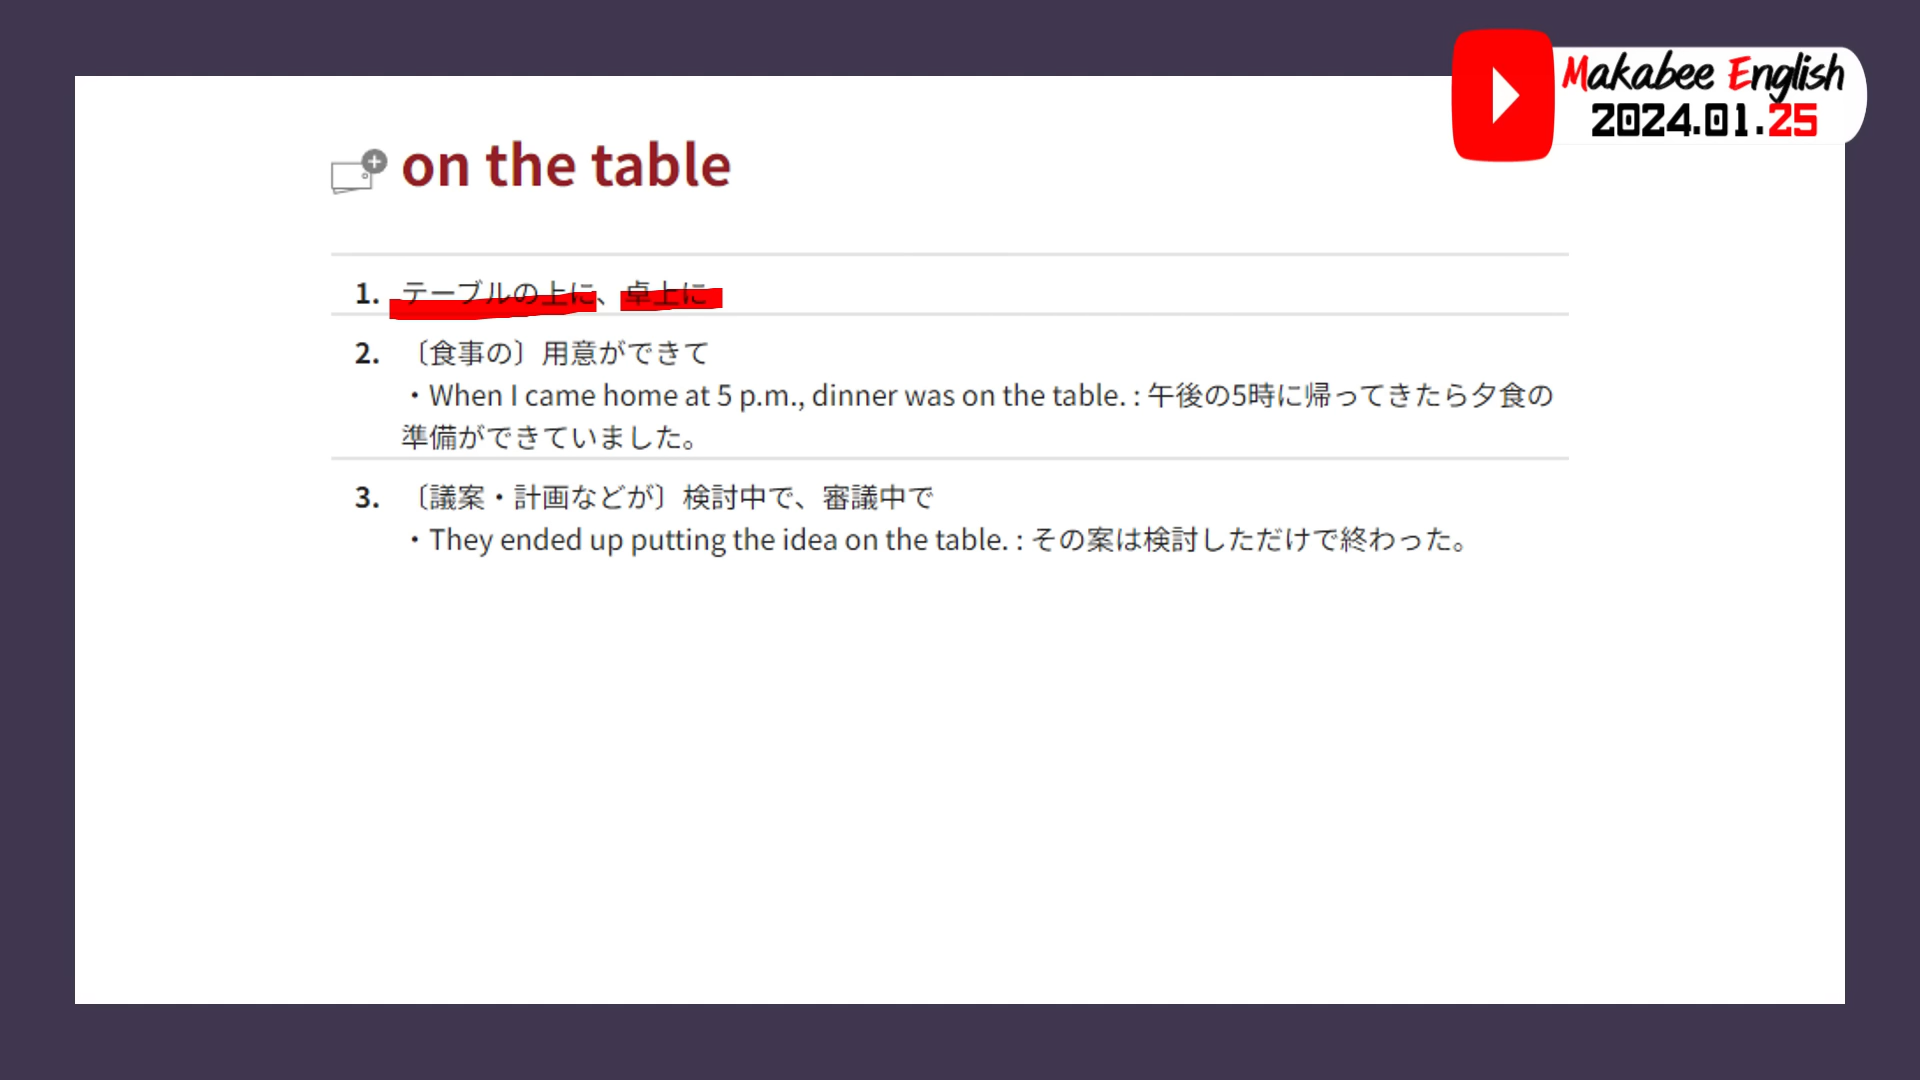 Makabee English
2024.01.25
on the table
1. テーブルの上に、卓上に
2. 〔食事の〕用意ができて
・When I came home at 5 p.m., dinner was on the table. : 午後の5時に帰ってきたら夕食の
準備ができていました。
3. 〔議案・計画などが〕検討中で、審議中で
・They ended up putting the idea on the table. : その案は検討しただけで終わった。